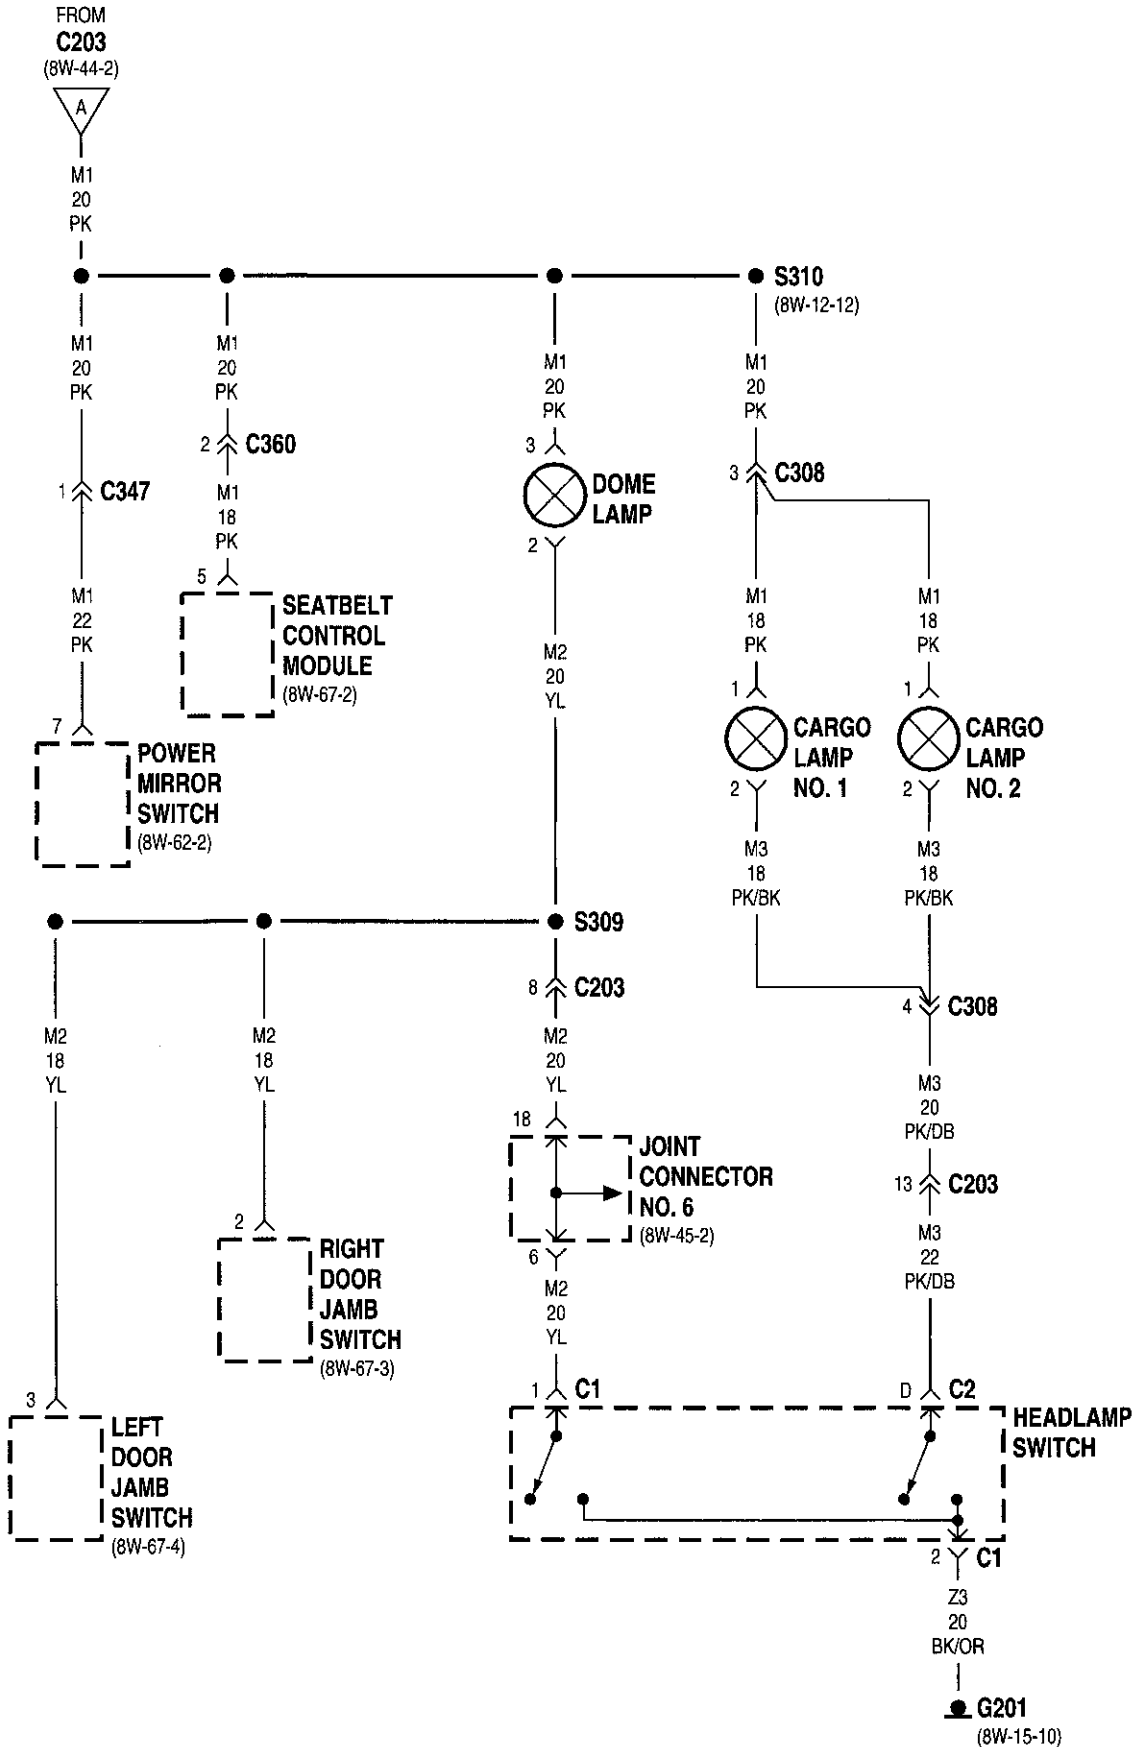 FROM
C203
(8W-44-2)
A
M1
20
PK
S310
(8W-12-12)
M1
20
PK
M1
20
PK
M1
20
PK
M1
20
PK
1
C347
2
C360
3
3
C308
M1
22
PK
M1
18
PK
DOME
LAMP
2
M1
18
PK
M1
18
PK
7
POWER
MIRROR
SWITCH
(8W-62-2)
5
SEATBELT
CONTROL
MODULE
(8W-67-2)
M2
20
YL
1
CARGO
LAMP
NO. 1
2
1
CARGO
LAMP
NO. 2
2
M3
18
PK/BK
M3
18
PK/BK
S309
8
C203
4
C308
M2
18
YL
M2
18
YL
M2
20
YL
M3
20
PK/DB
18
JOINT
CONNECTOR
NO. 6
(8W-45-2)
6
13
C203
M3
22
PK/DB
2
RIGHT
DOOR
JAMB
SWITCH
(8W-67-3)
M2
20
YL
3
LEFT
DOOR
JAMB
SWITCH
(8W-67-4)
1
C1
D
C2
HEADLAMP
SWITCH
2
C1
Z3
20
BK/OR
G201
(8W-15-10)